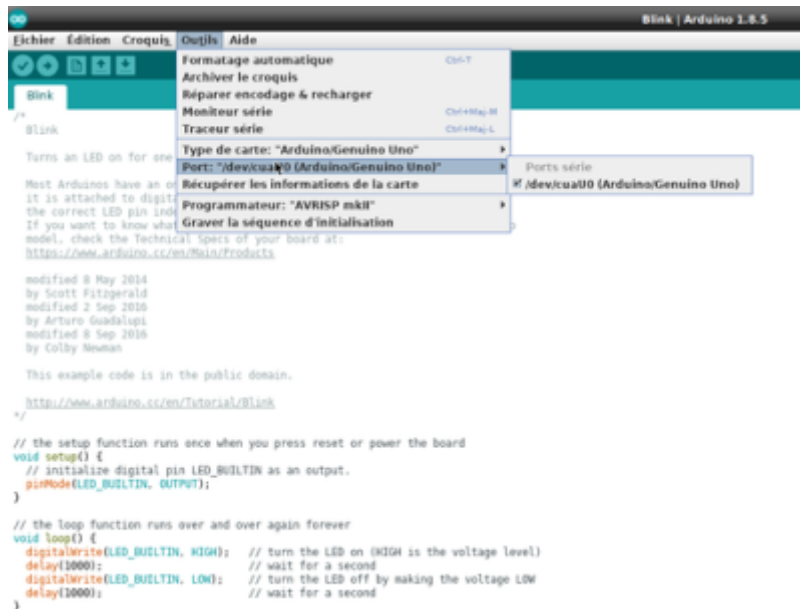 Blink | Arduino 1.8.5
Fichier Édition Croquis Outils Aide
Formatage automatique Ctrl-T
Archiver le croquis
Réparer encodage & recharger
Moniteur série Ctrl+Maj-M
Traceur série Ctrl+Maj-L
Type de carte: "Arduino/Genuino Uno"
Port: "/dev/cuaU0 (Arduino/Genuino Uno)"
Récupérer les informations de la carte
Programmateur: "AVRISP mkII"
Graver la séquence d'initialisation
Ports série
/dev/cuaU0 (Arduino/Genuino Uno)
Blink
/*
Blink
Turns an LED on for one
Most Arduinos have an o
it is attached to digita
the correct LED pin inde
If you want to know what
model, check the Technical Specs of your board at:
https://www.arduino.cc/en/Main/Products
modified 8 May 2014
by Scott Fitzgerald
modified 2 Sep 2016
by Arturo Guadalupi
modified 8 Sep 2016
by Colby Newman
This example code is in the public domain.
http://www.arduino.cc/en/Tutorial/Blink
*/
// the setup function runs once when you press reset or power the board
void setup() {
// initialize digital pin LED_BUILTIN as an output.
pinMode(LED_BUILTIN, OUTPUT);
}
// the loop function runs over and over again forever
void loop() {
digitalWrite(LED_BUILTIN, HIGH); // turn the LED on (HIGH is the voltage level)
delay(1000); // wait for a second
digitalWrite(LED_BUILTIN, LOW); // turn the LED off by making the voltage LOW
delay(1000); // wait for a second
}